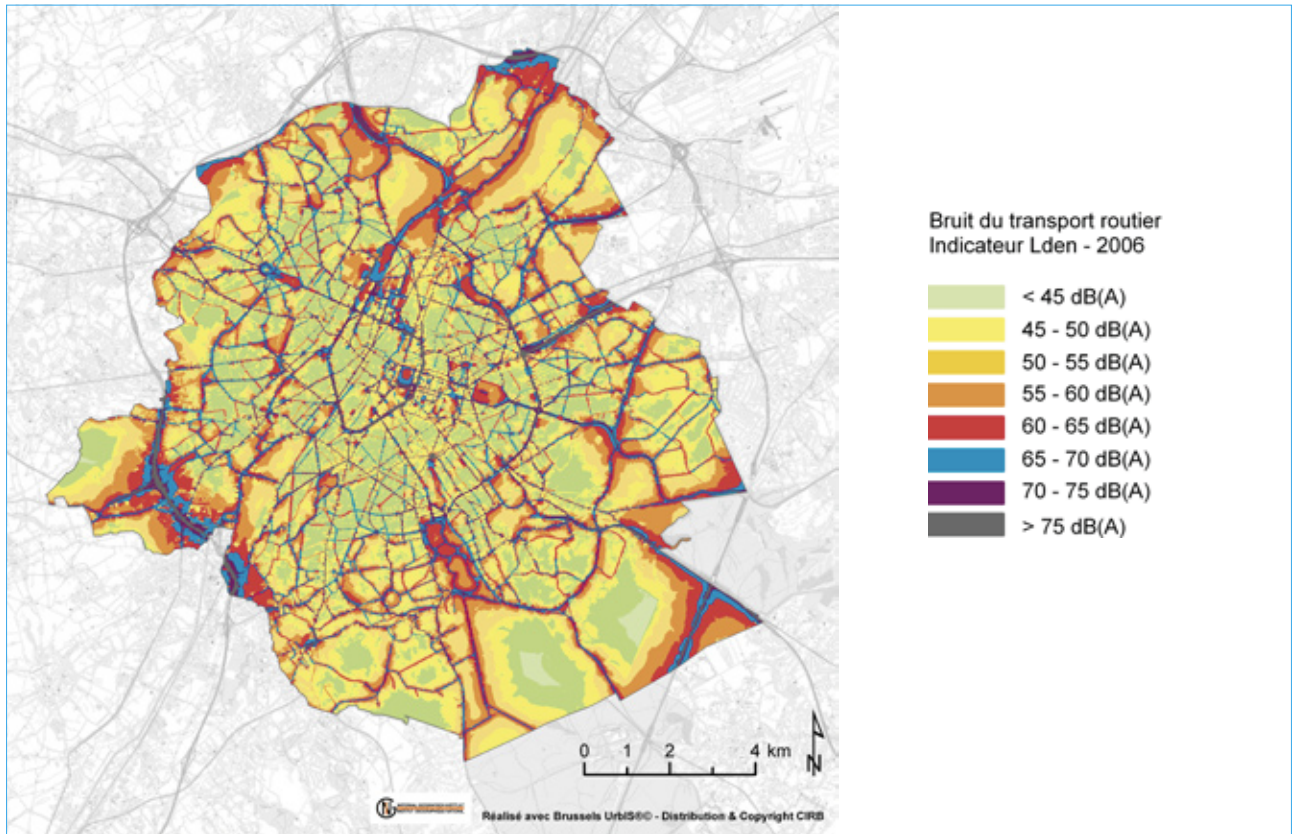 Bruit du transport routier
Indicateur Lden - 2006
< 45 dB(A)
45 - 50 dB(A)
50 - 55 dB(A)
55 - 60 dB(A)
60 - 65 dB(A)
65 - 70 dB(A)
70 - 75 dB(A)
> 75 dB(A)
0 1 2 4 km
N
Réalisé avec Brussels UrbIS®© - Distribution & Copyright CIRB